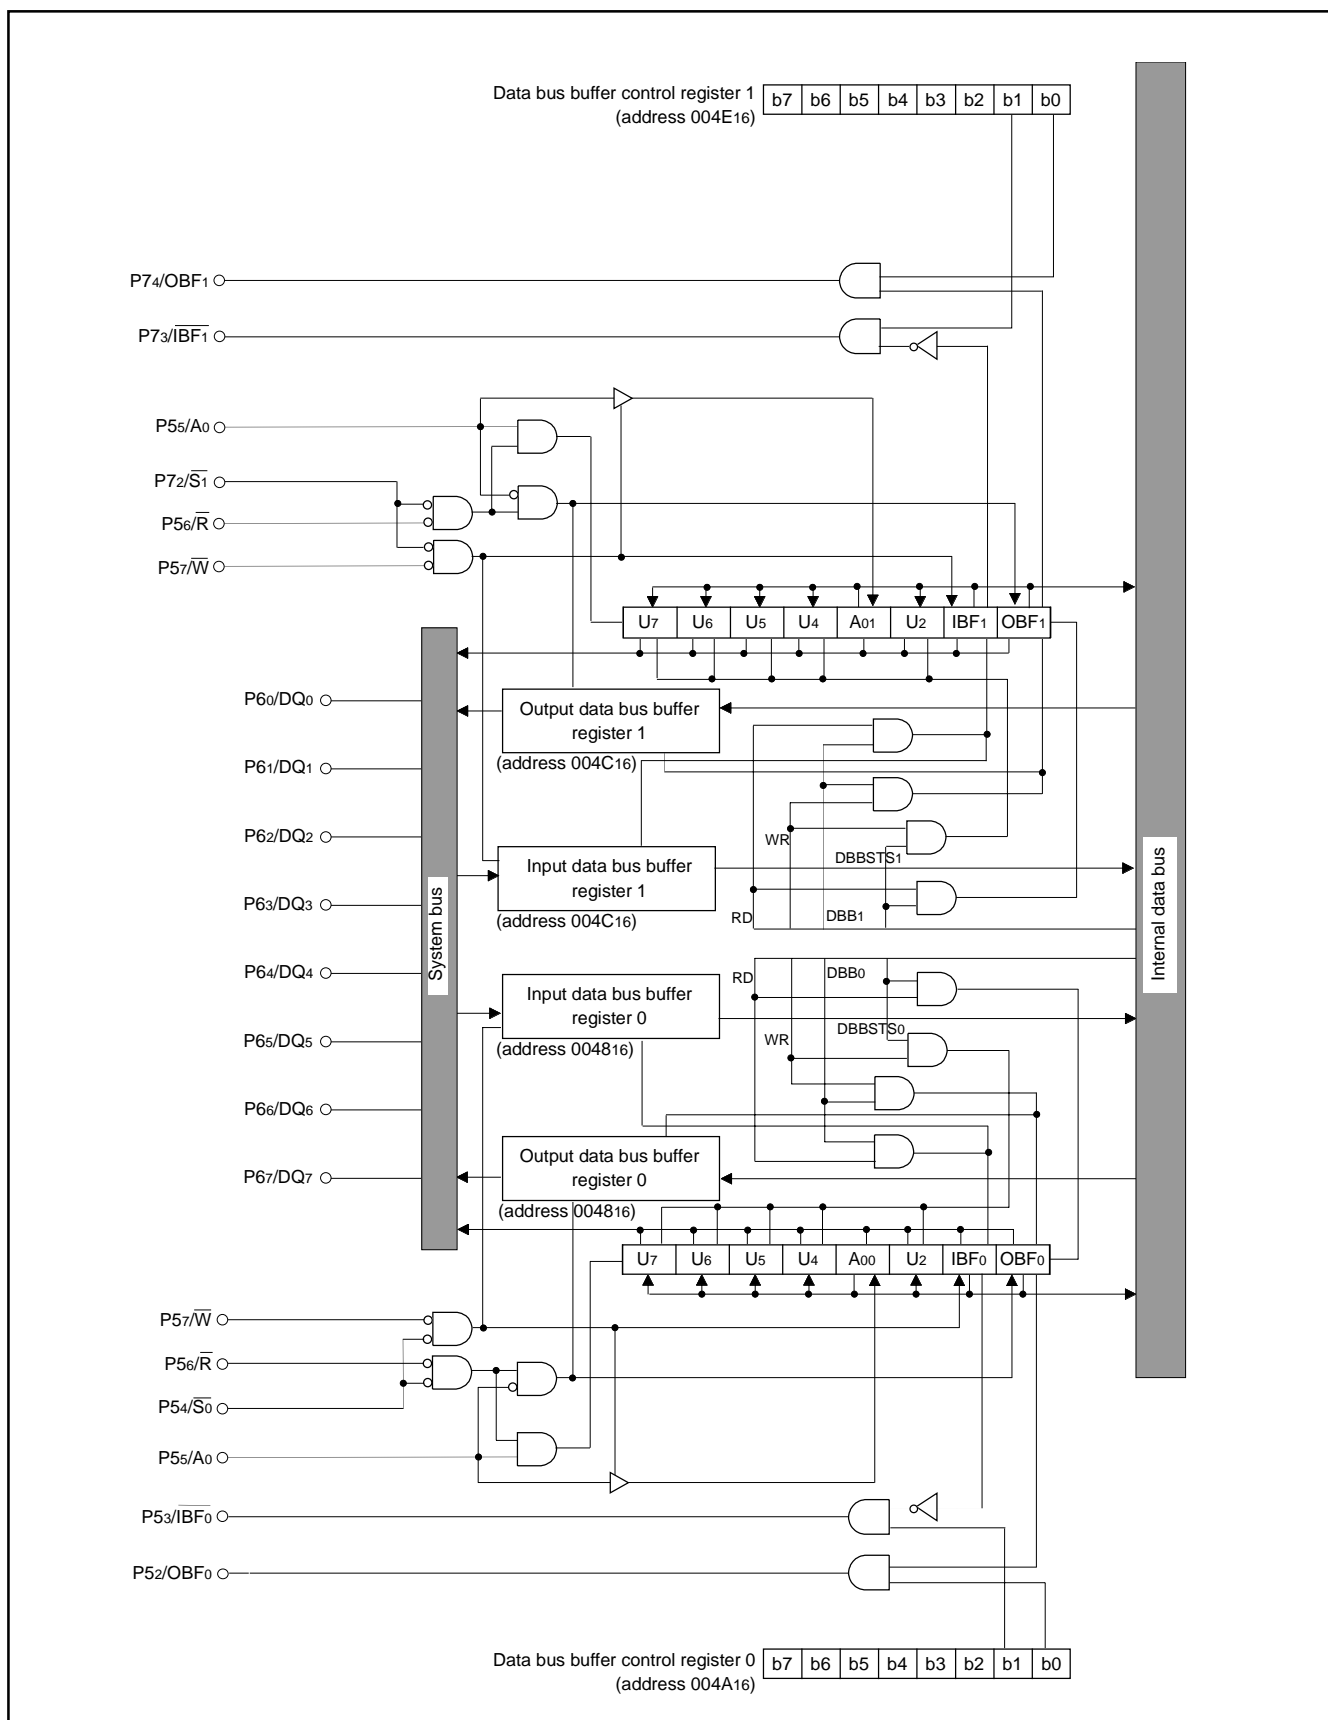 Data bus buffer control register 1 b7 b6 b5 b4 b3 b2 b1 b0
(address 004E16)
P74/OBF1
P73/IBF1
P55/A0
P72/S1
P56/R
P57/W
U7 U6 U5 U4 A01 U2 IBF1 OBF1
P60/DQ0
Output data bus buffer
register 1
(address 004C16)
P61/DQ1
P62/DQ2
WR
DBBSTS1
Input data bus buffer
register 1
(address 004C16)
P63/DQ3
RD
DBB1
System bus
Internal data bus
P64/DQ4
RD
DBB0
Input data bus buffer
register 0
(address 004816)
P65/DQ5
WR
DBBSTS0
P66/DQ6
Output data bus buffer
register 0
(address 004816)
P67/DQ7
U7 U6 U5 U4 A00 U2 IBF0 OBF0
P57/W
P56/R
P54/S0
P55/A0
P53/IBF0
P52/OBF0
Data bus buffer control register 0 b7 b6 b5 b4 b3 b2 b1 b0
(address 004A16)